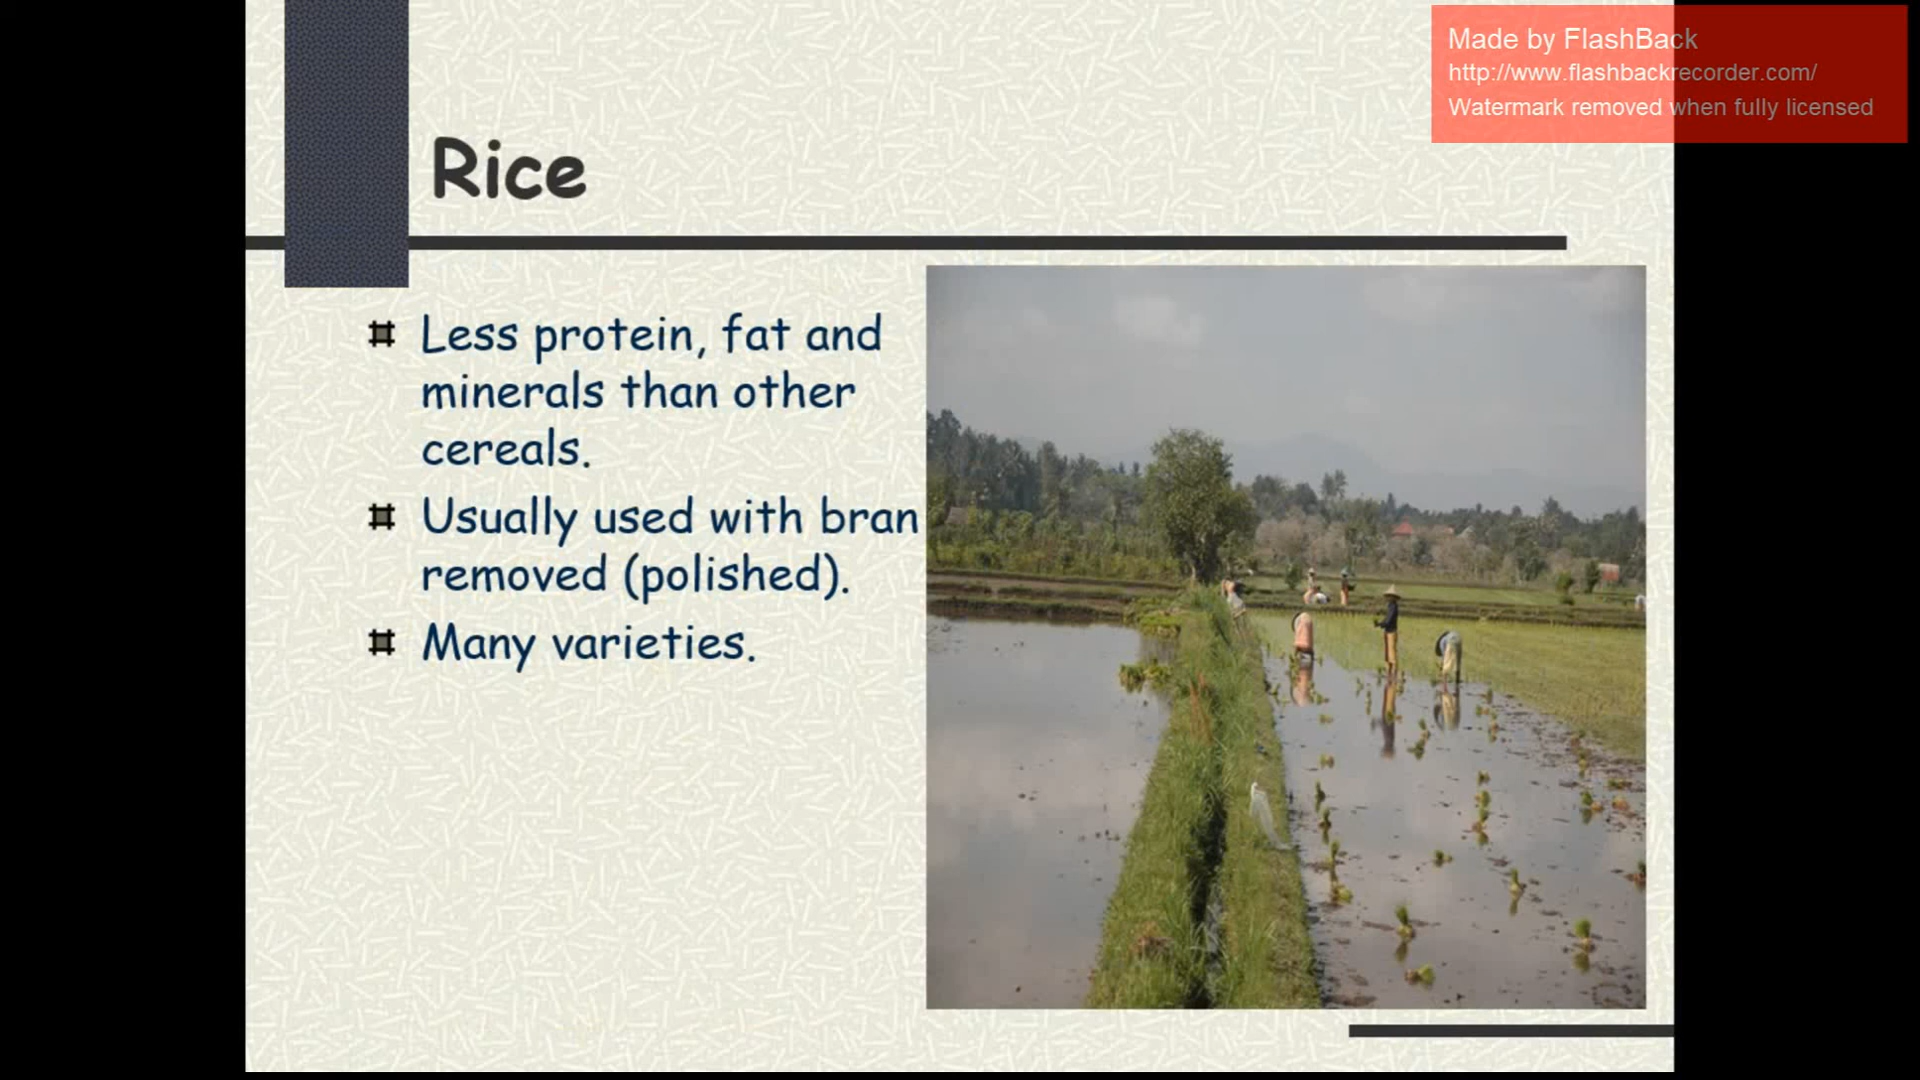 Made by FlashBack
http://www.flashbackrecorder.com/
Watermark removed when fully licensed
Rice
Less protein, fat and
minerals than other
cereals.
Usually used with bran
removed (polished).
Many varieties.